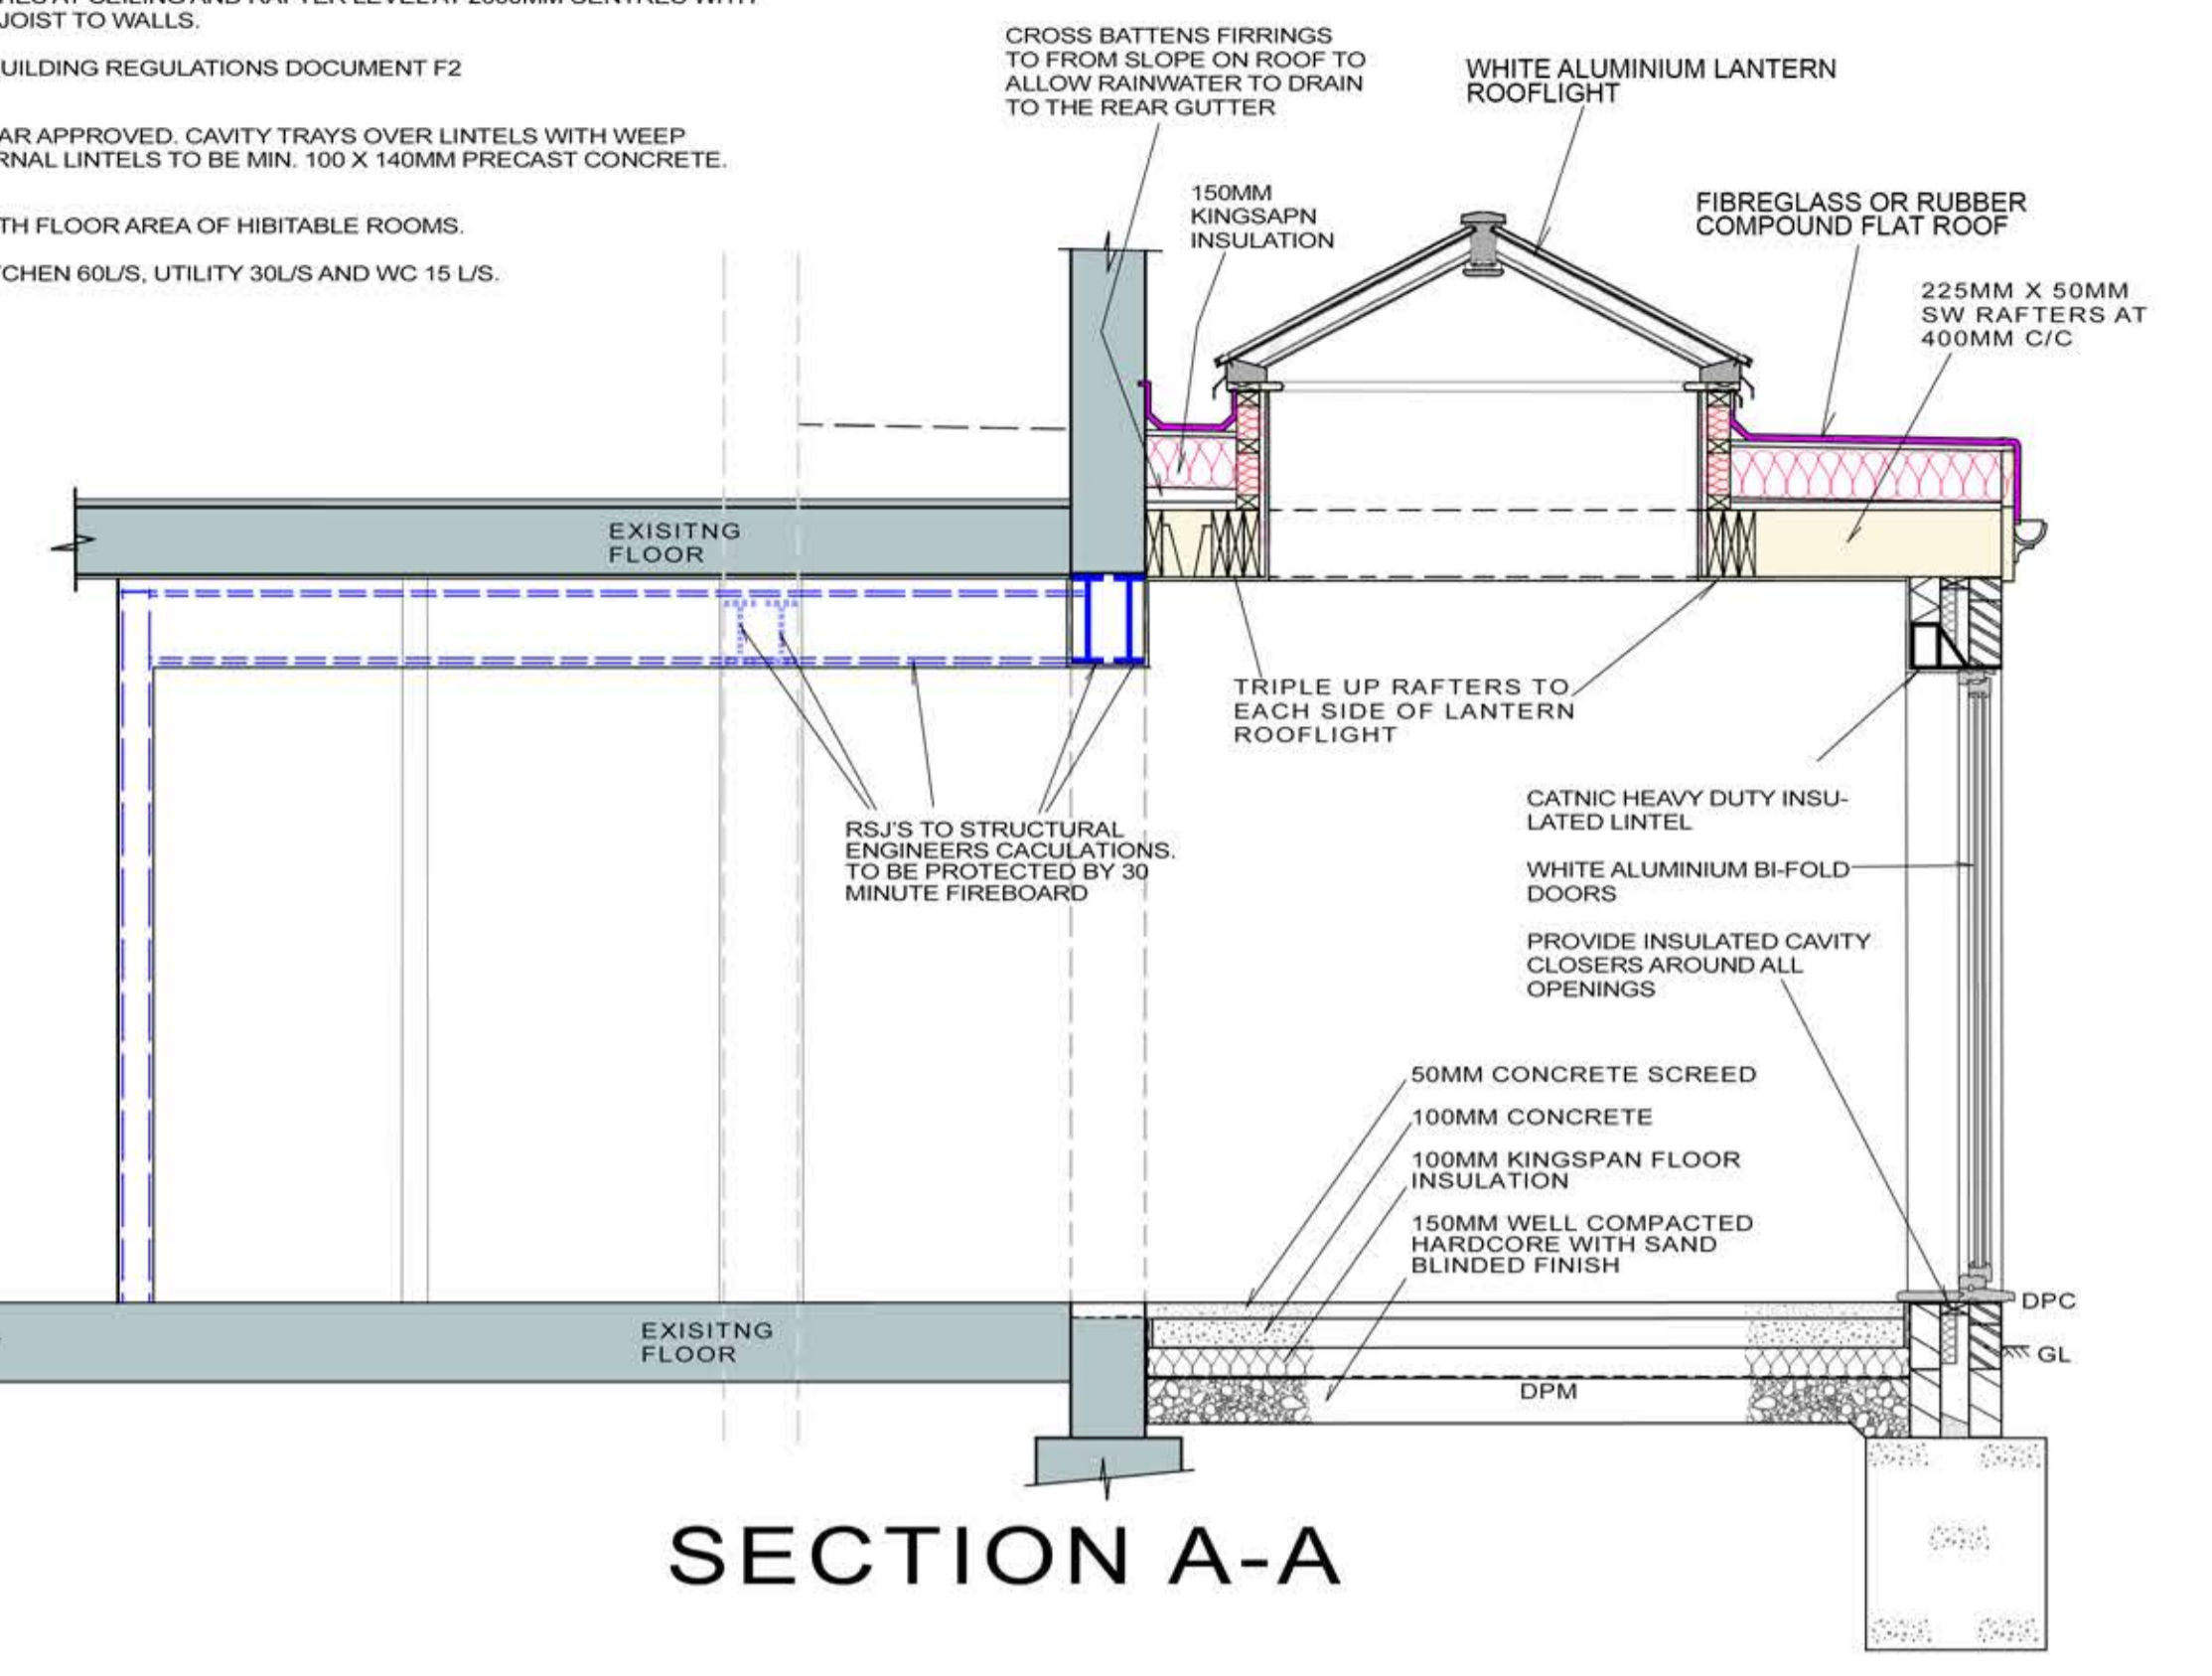 JOIST TO WALLS.
UILDING REGULATIONS DOCUMENT F2
AR APPROVED. CAVITY TRAYS OVER LINTELS WITH WEEP
RNAL LINTELS TO BE MIN. 100 X 140MM PRECAST CONCRETE.
TH FLOOR AREA OF HIBITABLE ROOMS.
CHEN 60L/S, UTILITY 30L/S AND WC 15 L/S.
CROSS BATTENS FIRRINGS
TO FROM SLOPE ON ROOF TO
ALLOW RAINWATER TO DRAIN
TO THE REAR GUTTER
WHITE ALUMINIUM LANTERN
ROOFLIGHT
150MM
KINGSAPN
INSULATION
FIBREGLASS OR RUBBER
COMPOUND FLAT ROOF
225MM X 50MM
SW RAFTERS AT
400MM C/C
EXISITNG
FLOOR
TRIPLE UP RAFTERS TO
EACH SIDE OF LANTERN
ROOFLIGHT
RSJ'S TO STRUCTURAL
ENGINEERS CACULATIONS.
TO BE PROTECTED BY 30
MINUTE FIREBOARD
CATNIC HEAVY DUTY INSU-
LATED LINTEL
WHITE ALUMINIUM BI-FOLD
DOORS
PROVIDE INSULATED CAVITY
CLOSERS AROUND ALL
OPENINGS
50MM CONCRETE SCREED
100MM CONCRETE
100MM KINGSPAN FLOOR
INSULATION
150MM WELL COMPACTED
HARDCORE WITH SAND
BLINDED FINISH
DPC
EXISITNG
FLOOR
GL
DPM
SECTION A-A